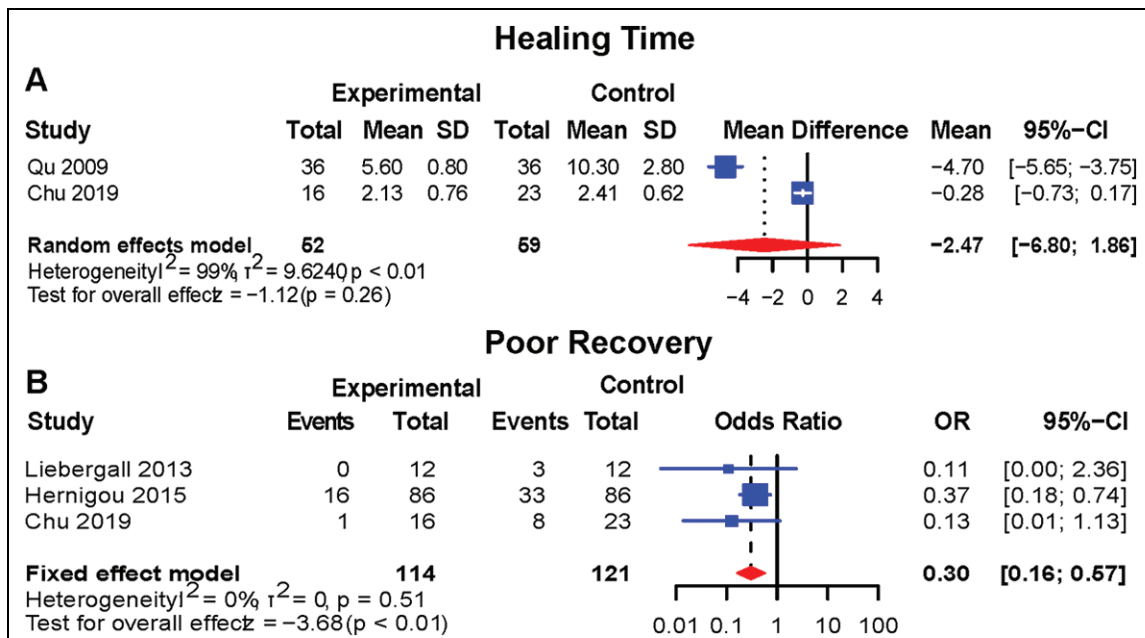 Healing Time
A
Experimental Control
Study Total Mean SD Total Mean SD Mean Difference Mean 95%−CI
Qu 2009 36 5.60 0.80 36 10.30 2.80 −4.70 [−5.65; −3.75]
Chu 2019 16 2.13 0.76 23 2.41 0.62 −0.28 [−0.73; 0.17]
Random effects model 52 59 −2.47 [−6.80; 1.86]
HeterogeneityI² = 99%, τ² = 9.6240, p < 0.01
Test for overall effect: z = −1.12 (p = 0.26)
−4 −2 0 2 4
Poor Recovery
B
Experimental Control
Study Events Total Events Total Odds Ratio OR 95%−CI
Liebergall 2013 0 12 3 12 0.11 [0.00; 2.36]
Hernigou 2015 16 86 33 86 0.37 [0.18; 0.74]
Chu 2019 1 16 8 23 0.13 [0.01; 1.13]
Fixed effect model 114 121 0.30 [0.16; 0.57]
HeterogeneityI² = 0%, τ² = 0, p = 0.51
Test for overall effect: z = −3.68 (p < 0.01)
0.01 0.1 1 10 100